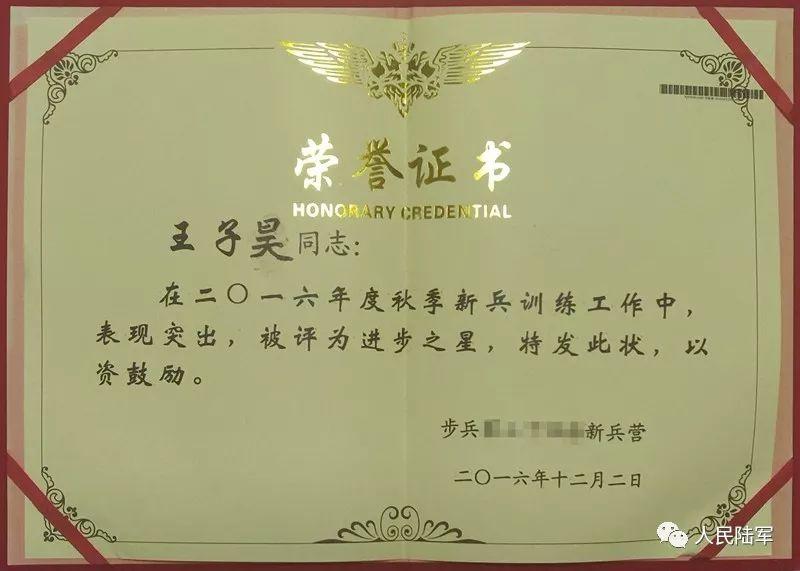 荣誉证书
HONORARY CREDENTIAL
王子昊同志：
在二〇一六年度秋季新兵训练工作中，
表现突出，被评为进步之星，特发此状，以
资鼓励。
步兵 新兵营
二〇一六年十二月二日
人民陆军